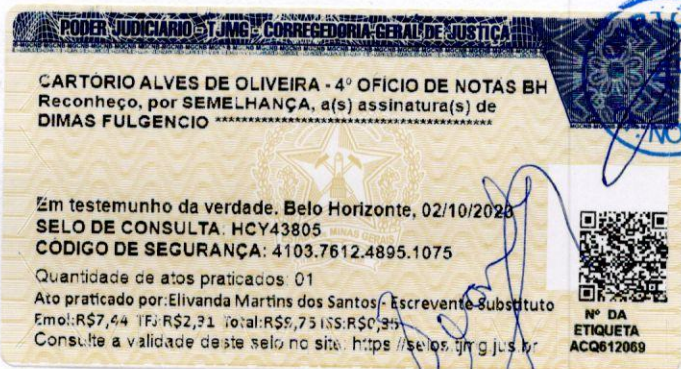 PODER JUDICIÁRIO - TJMG - CORREGEDORIA-GERAL DE JUSTIÇA
CARTÓRIO ALVES DE OLIVEIRA - 4º OFÍCIO DE NOTAS BH
Reconheço, por SEMELHANÇA, a(s) assinatura(s) de
DIMAS FULGENCIO ****************************************
Em testemunho da verdade. Belo Horizonte, 02/10/2023
SELO DE CONSULTA: HCY43805
CÓDIGO DE SEGURANÇA: 4103.7612.4895.1075
Quantidade de atos praticados: 01
Ato praticado por: Elivanda Martins dos Santos - Escrevente Substituto
Emol.:R$7,44 TFJ:R$2,31 Total:R$9,75 ISS:R$0,35
Consulte a validade deste selo no site: https://selos.tjmg.jus.br
Nº DA
ETIQUETA
ACQ612069